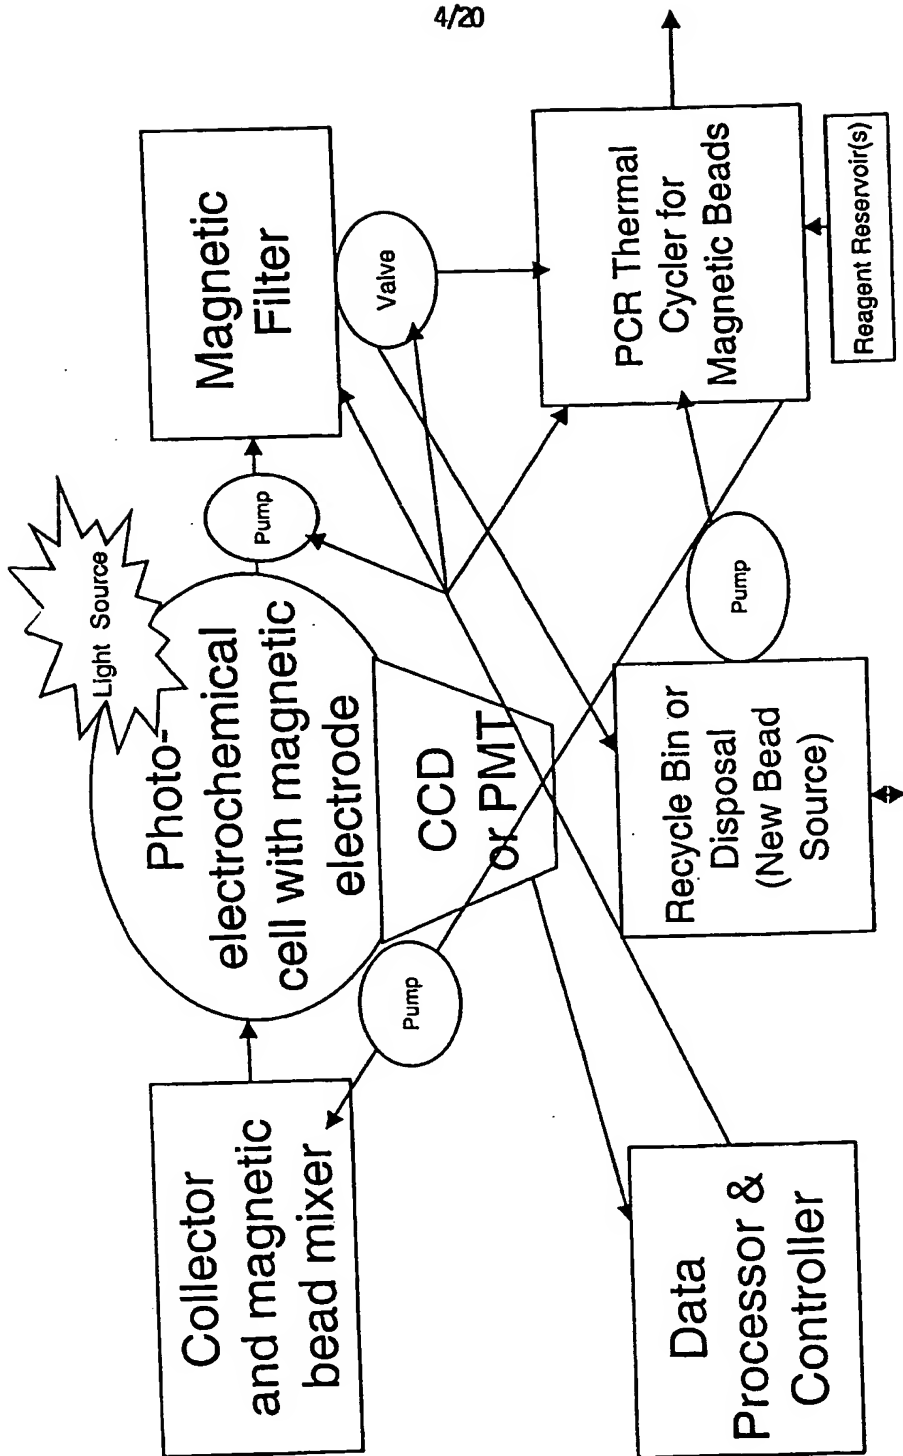 4/20
Light Source
Photo-
electrochemical
cell with magnetic
electrode
CCD
or PMT
Pump
Magnetic
Filter
Valve
Collector
and magnetic
bead mixer
Pump
Data
Processor &
Controller
Recycle Bin or
Disposal
(New Bead
Source)
Pump
PCR Thermal
Cycler for
Magnetic Beads
Reagent Reservoir(s)